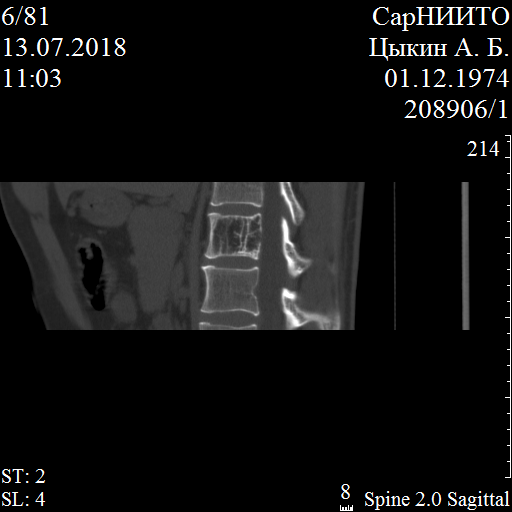 6/81
13.07.2018
11:03
СарНИИТО
Цыкин А. Б.
01.12.1974
208906/1
214
ST: 2
SL: 4
8
Spine 2.0 Sagittal